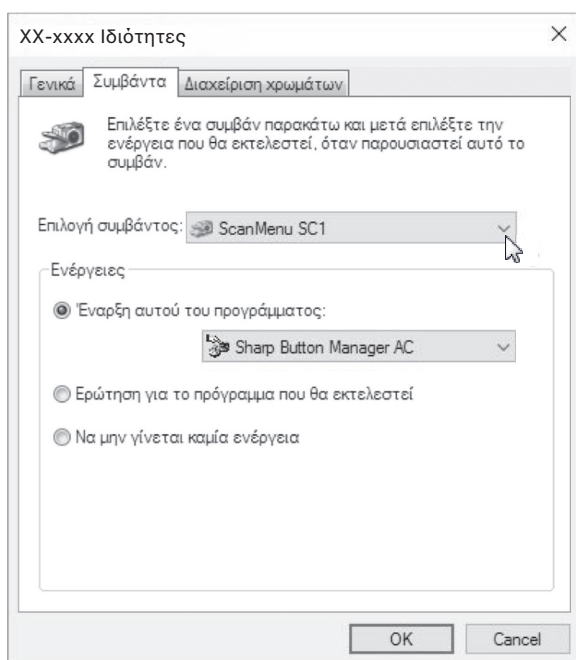 XX-xxxx Ιδιότητες
Γενικά Συμβάντα Διαχείριση χρωμάτων
Επιλέξτε ένα συμβάν παρακάτω και μετά επιλέξτε την
ενέργεια που θα εκτελεστεί, όταν παρουσιαστεί αυτό το
συμβάν.
Επιλογή συμβάντος: ScanMenu SC1
Ενέργειες
Έναρξη αυτού του προγράμματος:
Sharp Button Manager AC
Ερώτηση για το πρόγραμμα που θα εκτελεστεί
Να μην γίνεται καμία ενέργεια
OK Cancel